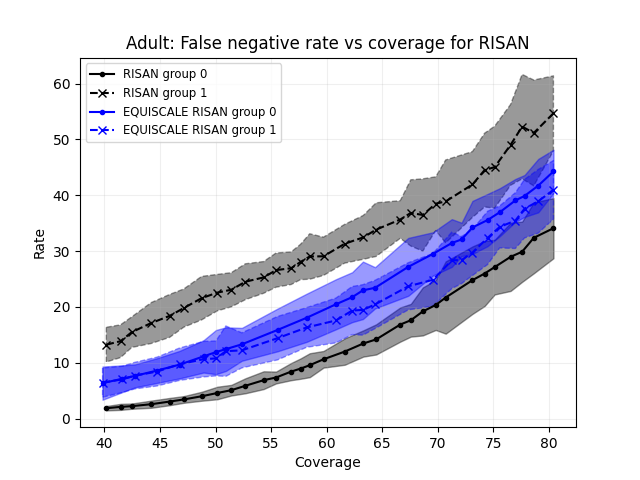 Adult: False negative rate vs coverage for RISAN
RISAN group 0
RISAN group 1
EQUISCALE RISAN group 0
EQUISCALE RISAN group 1
Rate
60
50
40
30
20
10
0
40 45 50 55 60 65 70 75 80
Coverage